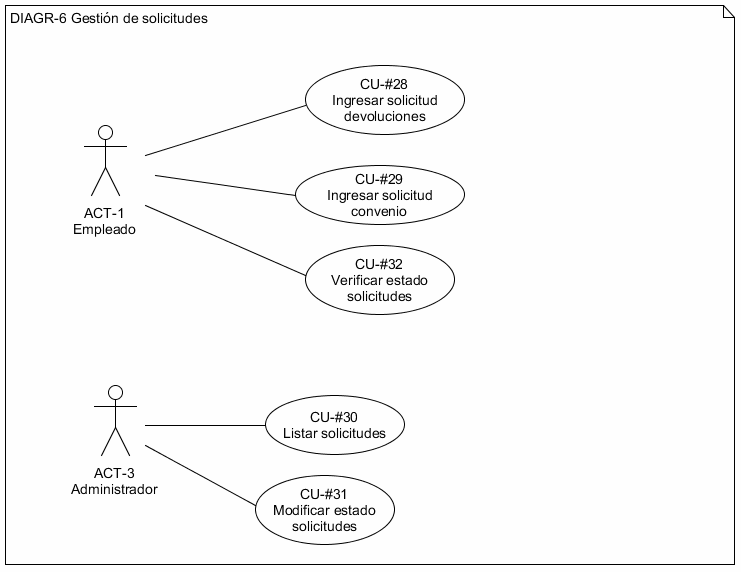 DIAGR-6 Gestión de solicitudes
CU-#28
Ingresar solicitud
devoluciones
CU-#29
Ingresar solicitud
convenio
ACT-1
Empleado
CU-#32
Verificar estado
solicitudes
CU-#30
Listar solicitudes
ACT-3
Administrador
CU-#31
Modificar estado
solicitudes